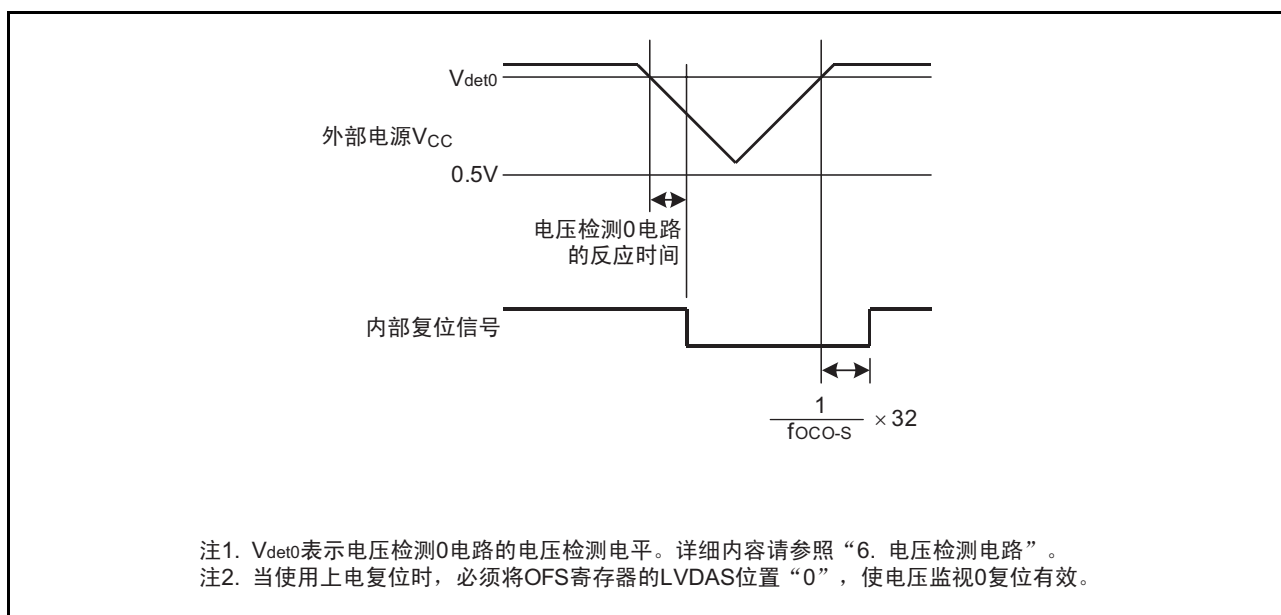 Vdet0
外部电源VCC
0.5V
电压检测0电路
的反应时间
内部复位信号
1
fOCO-S
× 32
注1. Vdet0表示电压检测0电路的电压检测电平。详细内容请参照“6. 电压检测电路”。
注2. 当使用上电复位时，必须将OFS寄存器的LVDAS位置“0”，使电压监视0复位有效。